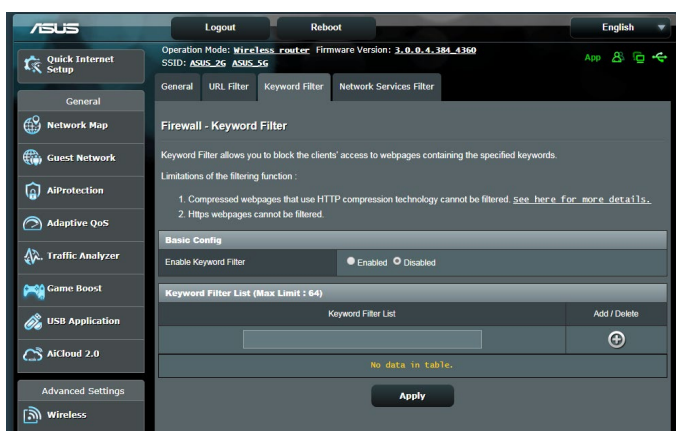 ASUS
Logout
Reboot
English
Quick Internet Setup
Operation Mode: Wireless router Firmware Version: 3.0.0.4.384_4360
SSID: ASUS_2G ASUS_5G
App
General
URL Filter
Keyword Filter
Network Services Filter
General
Network Map
Guest Network
AiProtection
Adaptive QoS
Traffic Analyzer
Game Boost
USB Application
AiCloud 2.0
Advanced Settings
Wireless
Firewall - Keyword Filter
Keyword Filter allows you to block the clients' access to webpages containing the specified keywords.
Limitations of the filtering function :
1. Compressed webpages that use HTTP compression technology cannot be filtered. See here for more details.
2. Https webpages cannot be filtered.
Basic Config
Enable Keyword Filter
Enabled Disabled
Keyword Filter List (Max Limit : 64)
Keyword Filter List
Add / Delete
No data in table.
Apply